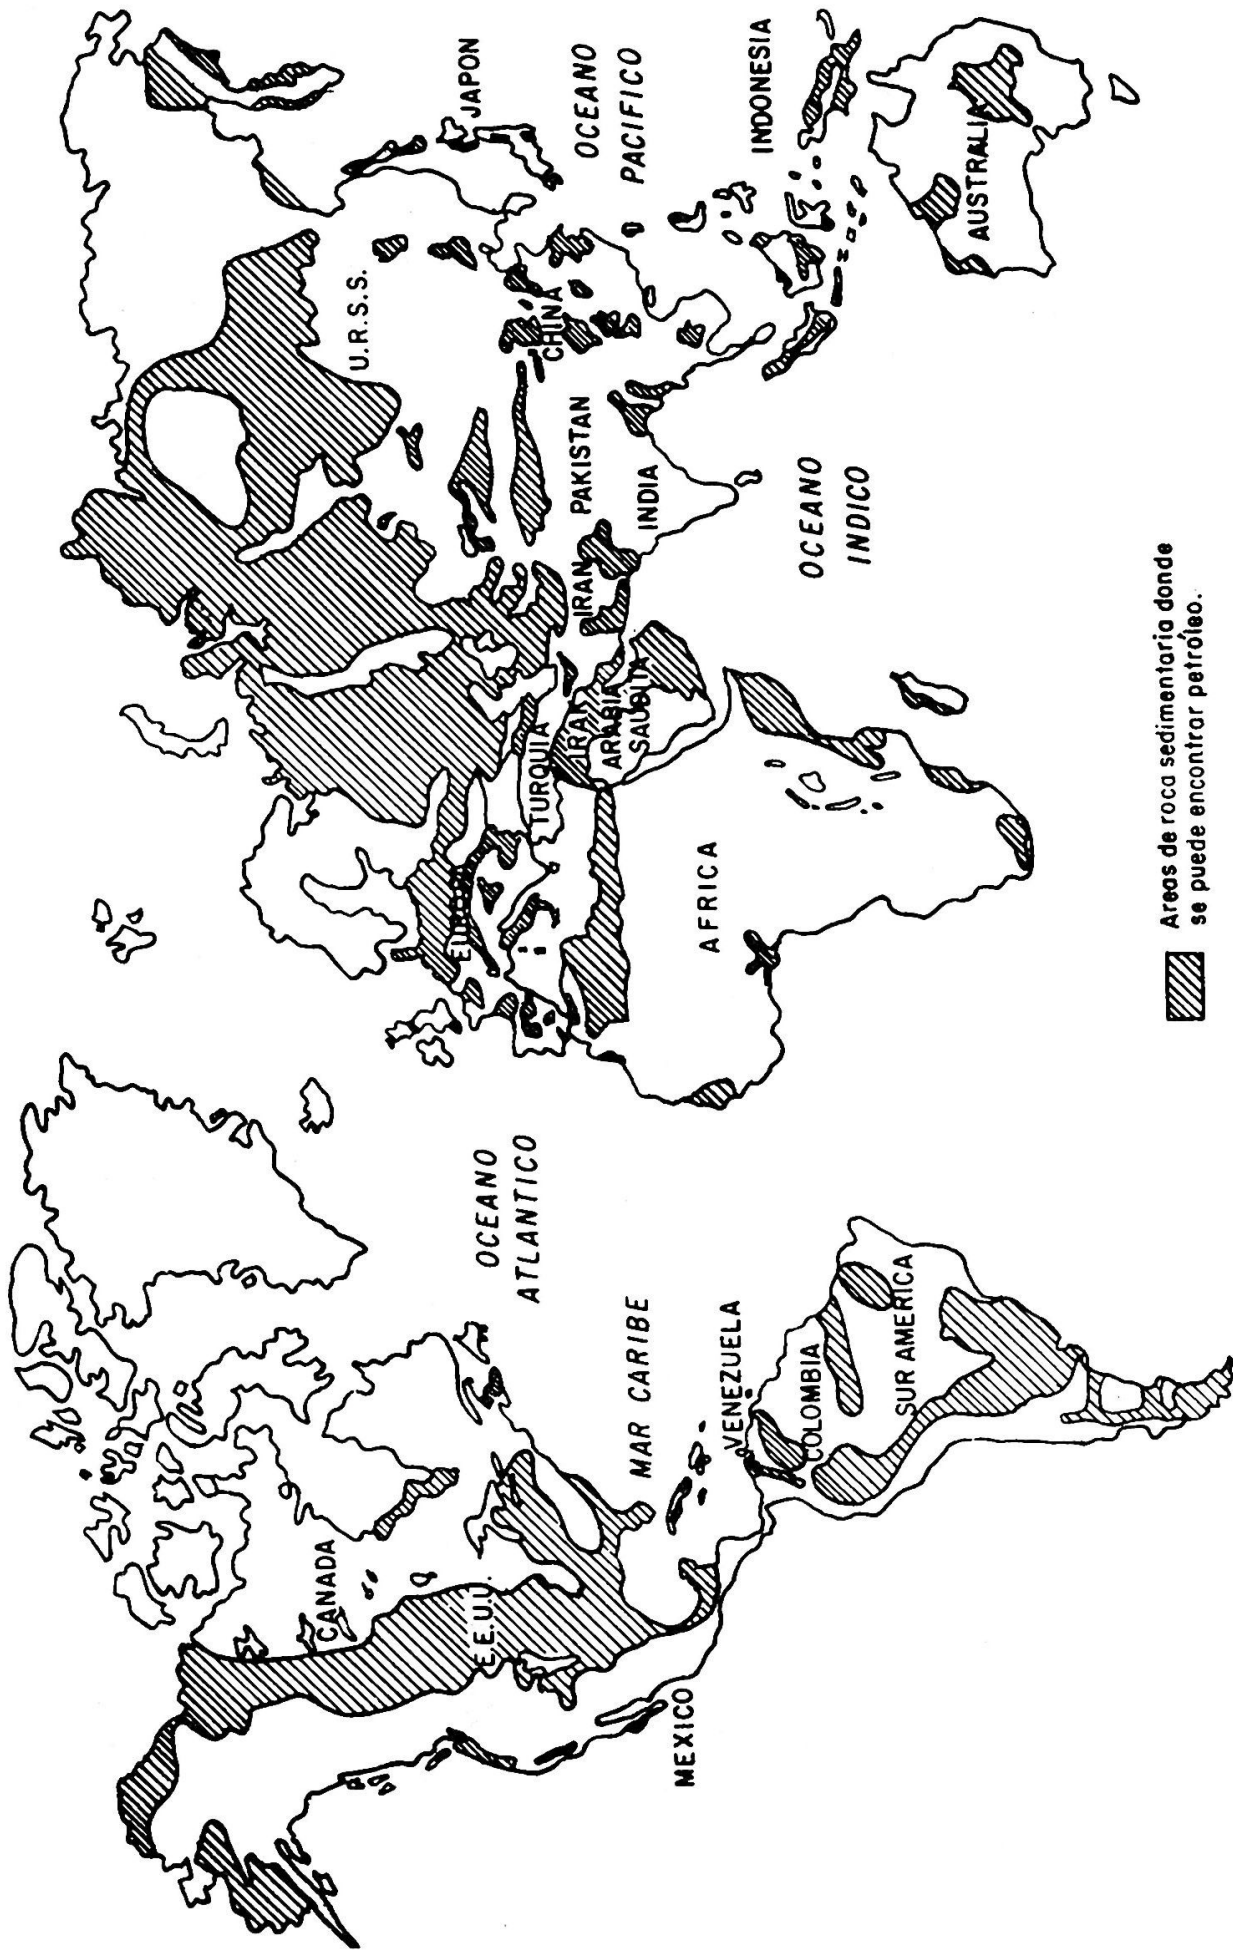 CANADA
E.E.U.U.
MEXICO
OCEANO
ATLANTICO
MAR CARIBE
VENEZUELA
COLOMBIA
SUR AMERICA
EUROPA
U.R.S.S.
TURQUIA
IRAK
IRAN
ARABIA
SAUDITA
PAKISTAN
INDIA
CHINA
JAPON
AFRICA
OCEANO
PACIFICO
OCEANO
INDICO
INDONESIA
AUSTRALIA
Areas de roca sedimentaria donde
se puede encontrar petróleo.